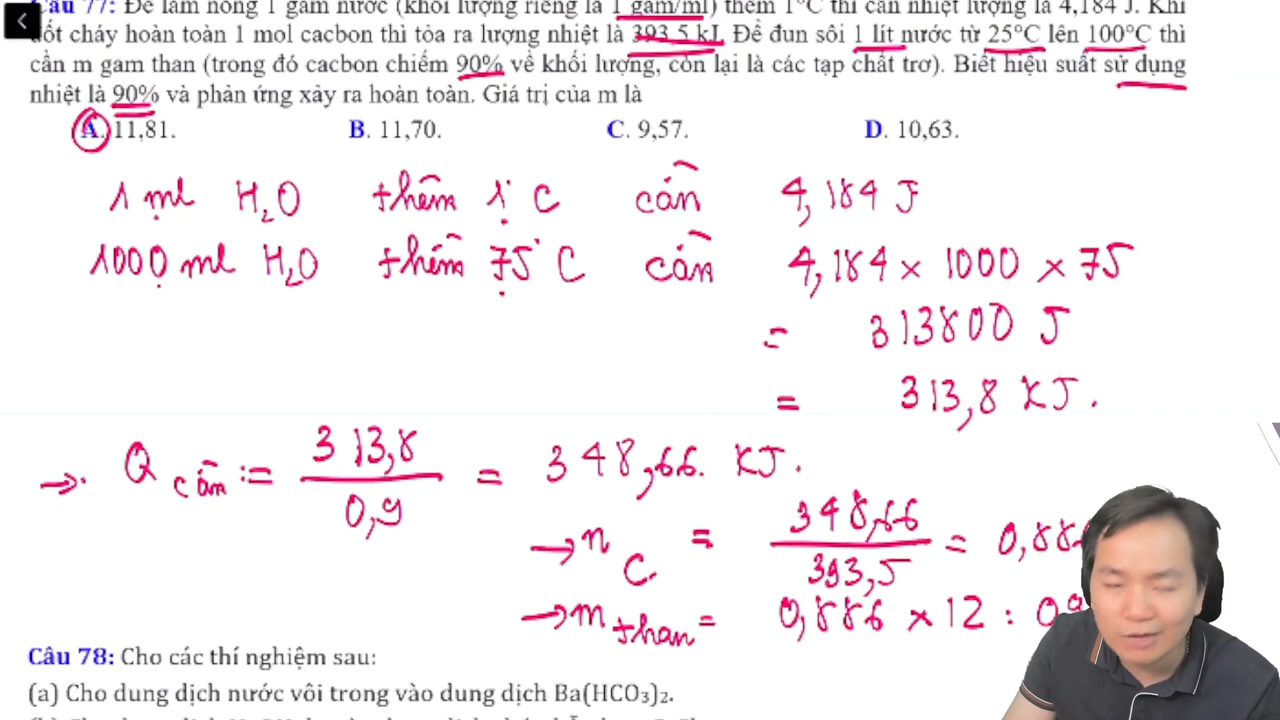 Câu 77: Để làm nóng 1 gam nước (khối lượng riêng là 1 gam/ml) thêm 1°C thì cần nhiệt lượng là 4,184 J. Khi
đốt cháy hoàn toàn 1 mol cacbon thì tỏa ra lượng nhiệt là 393,5 kJ. Để đun sôi 1 lít nước từ 25°C lên 100°C thì
cần m gam than (trong đó cacbon chiếm 90% về khối lượng, còn lại là các tạp chất trơ). Biết hiệu suất sử dụng
nhiệt là 90% và phản ứng xảy ra hoàn toàn. Giá trị của m là
A. 11,81. B. 11,70. C. 9,57. D. 10,63.
1 ml H₂O thêm 1°C cần 4,184 J
1000 ml H₂O thêm 75°C cần 4,184 × 1000 × 75
= 313800 J
= 313,8 KJ.
→ Q cần := 313,8 / 0,9 = 348,66 KJ.
→ n C = 348,66 / 393,5 = 0,88
→ m than = 0,886 × 12 : 0,9
Câu 78: Cho các thí nghiệm sau:
(a) Cho dung dịch nước vôi trong vào dung dịch Ba(HCO₃)₂.